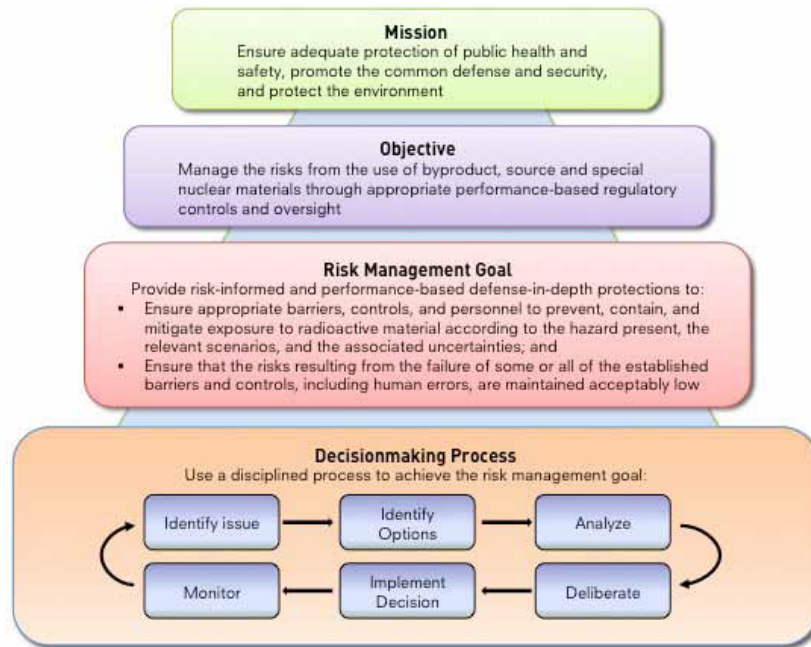 Mission
Ensure adequate protection of public health and
safety, promote the common defense and security,
and protect the environment
Objective
Manage the risks from the use of byproduct, source and special
nuclear materials through appropriate performance-based regulatory
controls and oversight
Risk Management Goal
Provide risk-informed and performance-based defense-in-depth protections to:
▪ Ensure appropriate barriers, controls, and personnel to prevent, contain, and
mitigate exposure to radioactive material according to the hazard present, the
relevant scenarios, and the associated uncertainties; and
▪ Ensure that the risks resulting from the failure of some or all of the established
barriers and controls, including human errors, are maintained acceptably low
Decisionmaking Process
Use a disciplined process to achieve the risk management goal:
Identify issue
Identify
Options
Analyze
Monitor
Implement
Decision
Deliberate